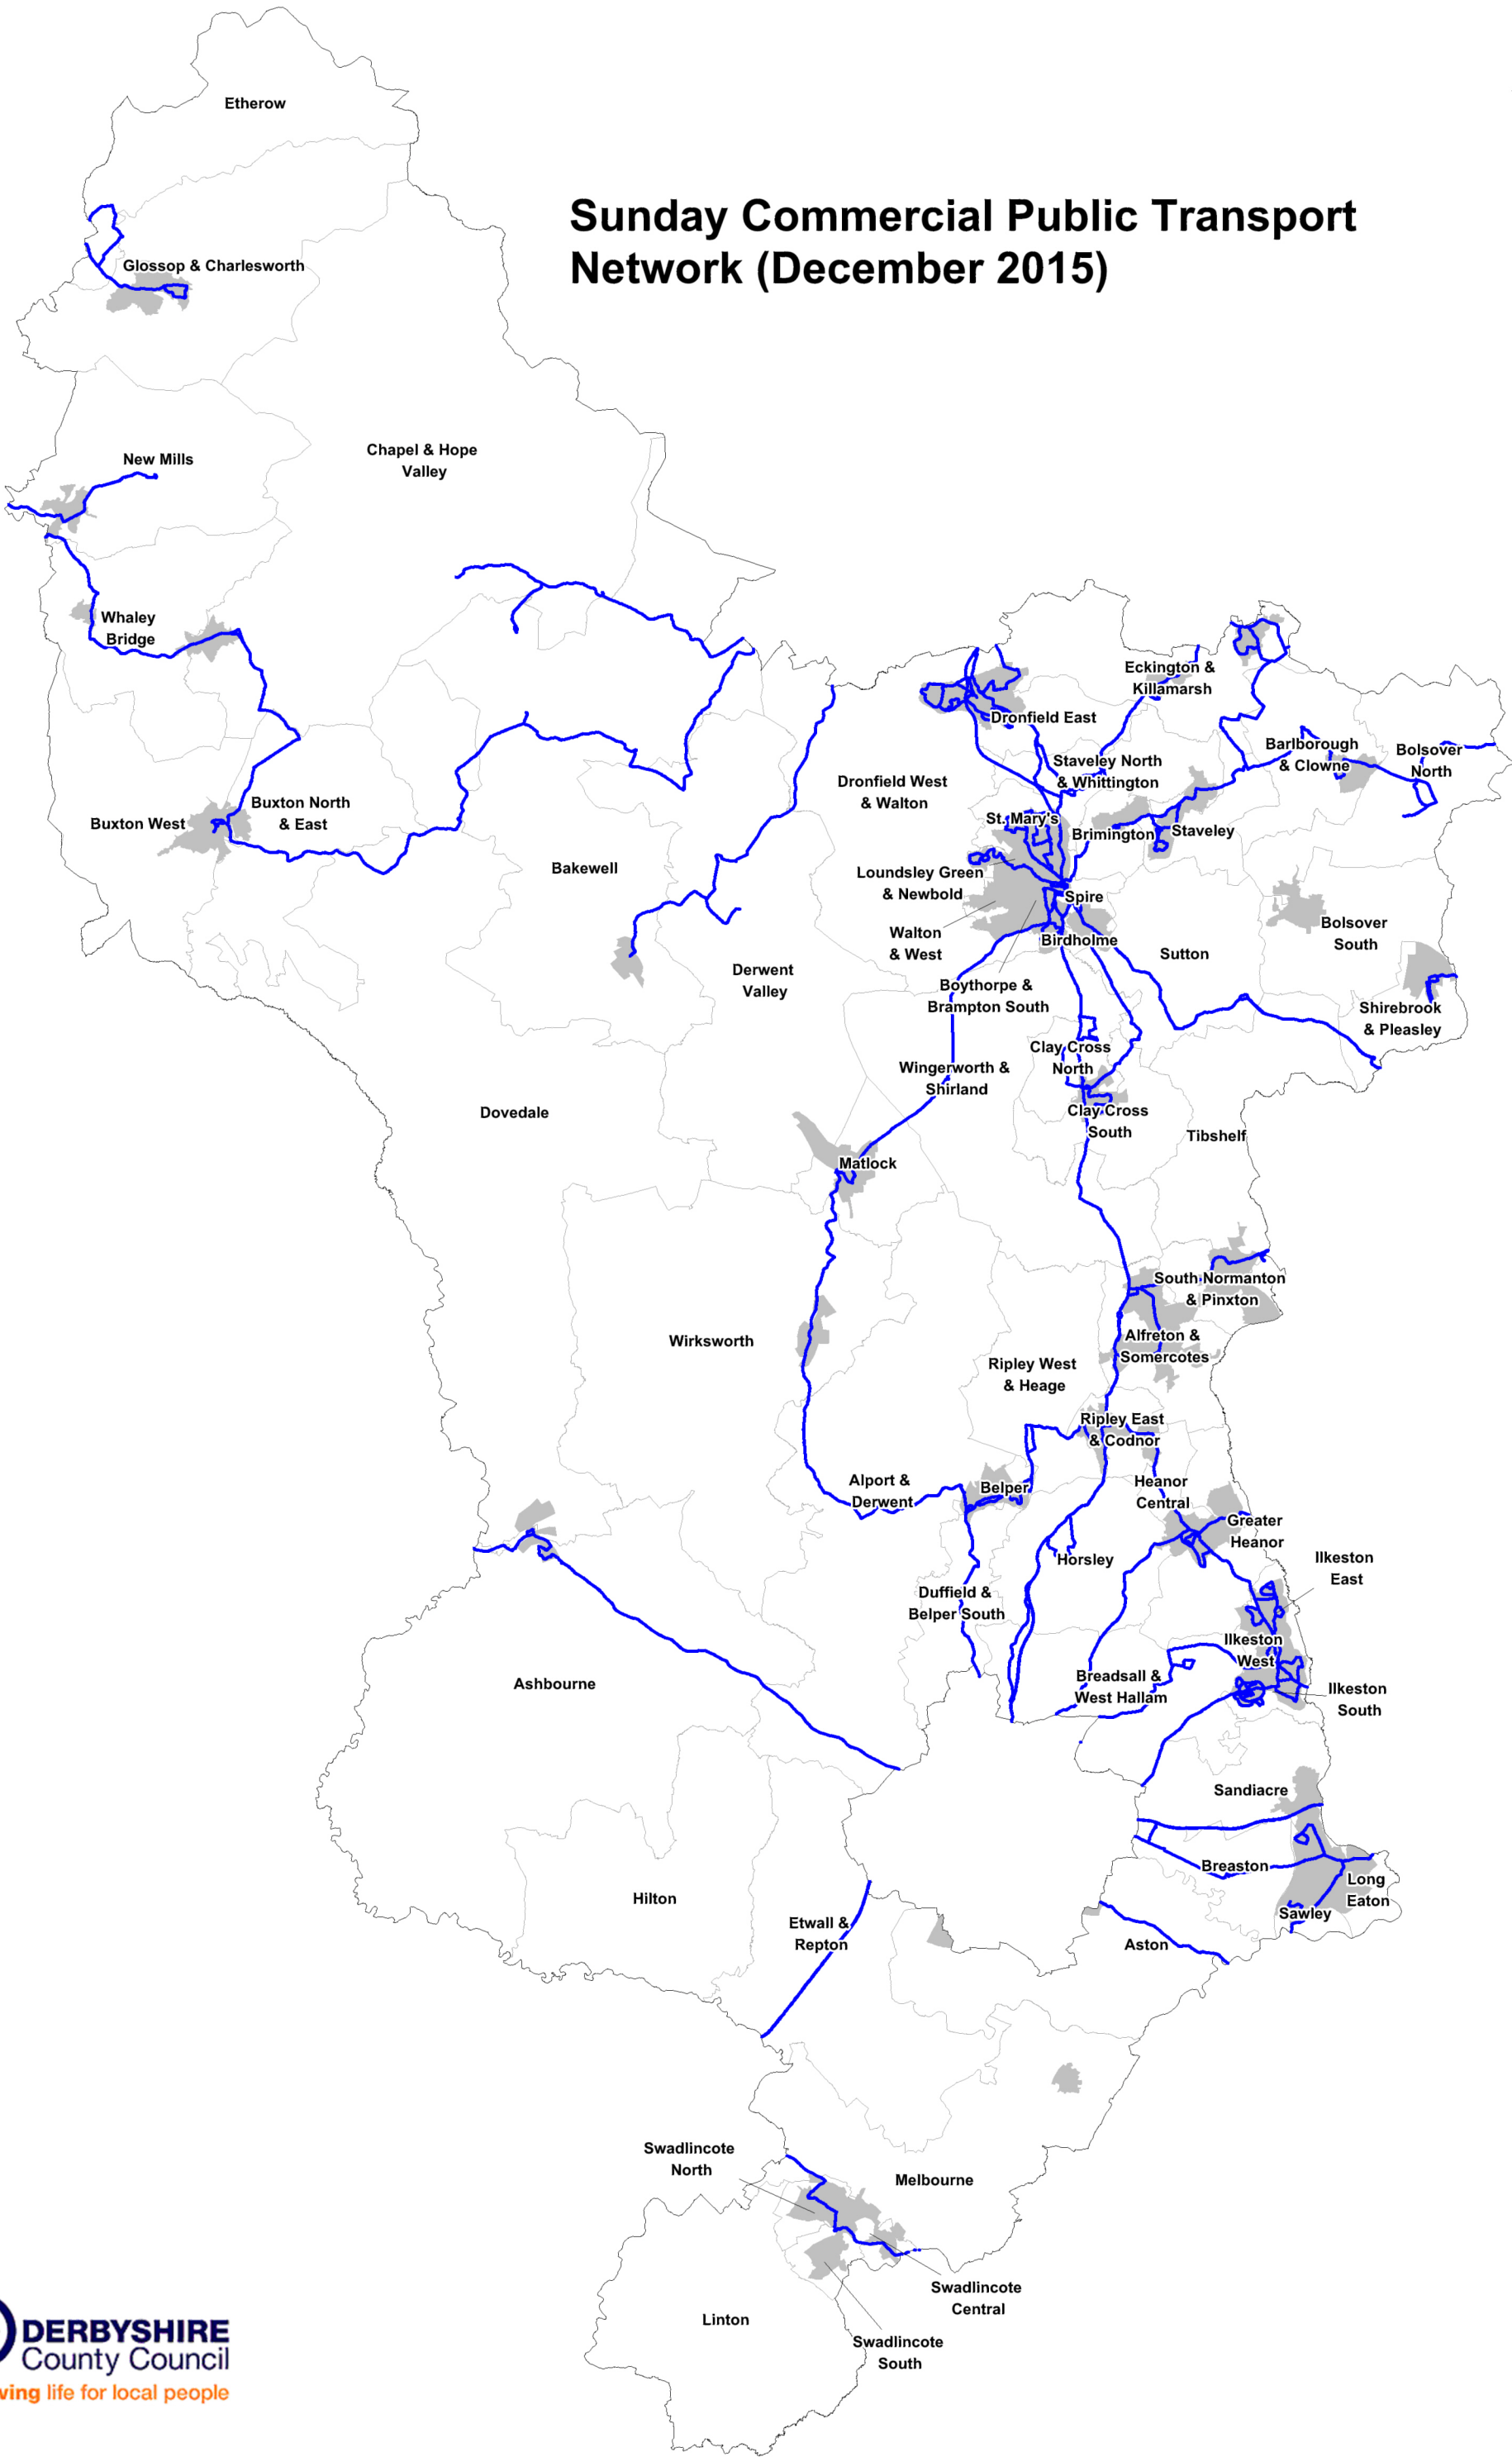 Etherow
Sunday Commercial Public Transport
Network (December 2015)
Glossop & Charlesworth
New Mills
Chapel & Hope
Valley
Whaley
Bridge
Eckington &
Killamarsh
Dronfield East
Barlborough
& Clowne
Bolsover
North
Staveley North
& Whittington
Dronfield West
& Walton
Buxton North
& East
Buxton West
St. Mary's
Brimington
Staveley
Bakewell
Loundsley Green
& Newbold
Spire
Bolsover
South
Walton
& West
Birdholme
Sutton
Derwent
Valley
Boythorpe &
Brampton South
Shirebrook
& Pleasley
Clay Cross
North
Wingerworth &
Shirland
Dovedale
Clay Cross
South
Tibshelf
Matlock
South Normanton
& Pinxton
Wirksworth
Alfreton &
Somercotes
Ripley West
& Heage
Ripley East
& Codnor
Alport &
Derwent
Belper
Heanor
Central
Greater
Heanor
Horsley
Ilkeston
East
Duffield &
Belper South
Ilkeston
West
Ashbourne
Breadsall &
West Hallam
Ilkeston
South
Sandiacre
Breaston
Long
Eaton
Hilton
Sawley
Etwall &
Repton
Aston
Swadlincote
North
Melbourne
Swadlincote
Central
Linton
Swadlincote
South
DERBYSHIRE
County Council
ving life for local people